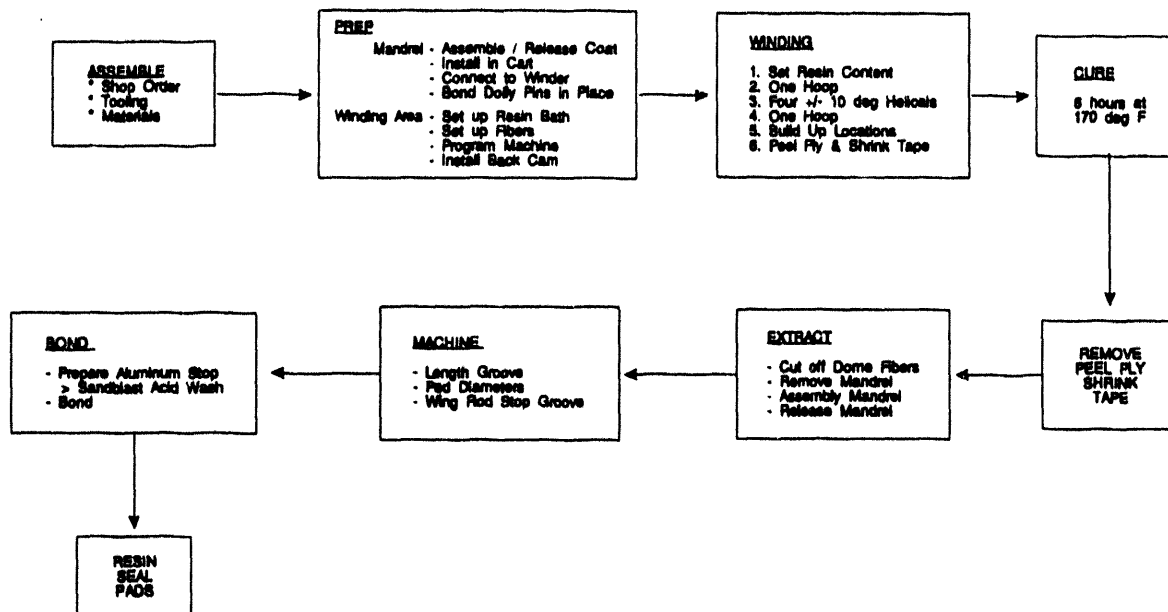 ASSEMBLE
* Shop Order
* Tooling
* Materials
PREP
Mandrel - Assemble / Release Coat
- Install in Cart
- Connect to Winder
- Bond Dolly Pins in Place
Winding Area - Set up Resin Bath
- Set up Fibers
- Program Machine
- Install Back Cam
WINDING
1. Set Resin Content
2. One Hoop
3. Four +/- 10 deg Helicals
4. One Hoop
5. Build Up Locations
6. Peel Ply & Shrink Tape
CURE
6 hours at
170 deg F
REMOVE
PEEL PLY
SHRINK
TAPE
EXTRACT
- Cut off Dome Fibers
- Remove Mandrel
- Assembly Mandrel
- Release Mandrel
MACHINE
- Length Groove
- Pad Diameters
- Wing Rod Stop Groove
BOND
- Prepare Aluminum Stop
> Sandblast Acid Wash
- Bond
RESIN
SEAL
PADS